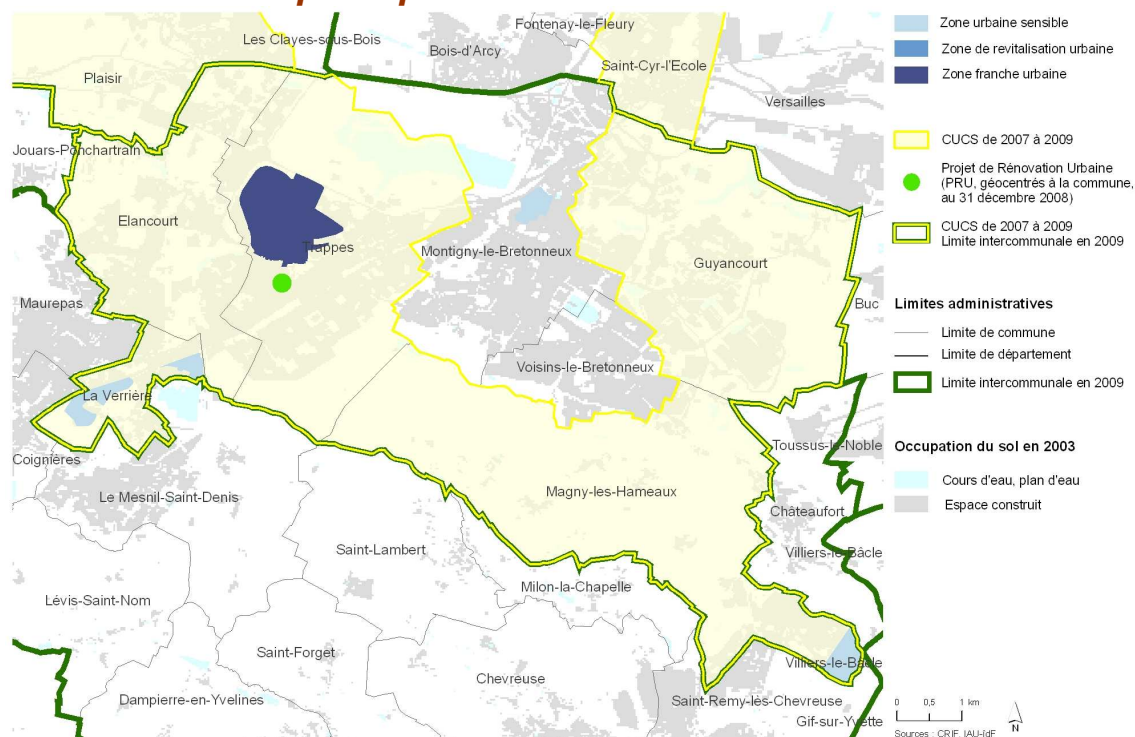 Fontenay-le-Fleury
Les Clayes-sous-Bois
Bois-d'Arcy
Saint-Cyr-l'Ecole
Plaisir
Versailles
Jouars-Ponchartrain
Elancourt
Trappes
Montigny-le-Bretonneux
Guyancourt
Maurepas
Buc
Voisins-le-Bretonneux
La Verrière
Coignières
Toussus-le-Noble
Le Mesnil-Saint-Denis
Magny-les-Hameaux
Châteaufort
Saint-Lambert
Villiers-le-Bâcle
Milon-la-Chapelle
Lévis-Saint-Nom
Saint-Forget
Chevreuse
Villiers-le-Bâcle
Dampierre-en-Yvelines
Saint-Remy-lès-Chevreuse
Gif-sur-Yvette
Zone urbaine sensible
Zone de revitalisation urbaine
Zone franche urbaine
CUCS de 2007 à 2009
Projet de Rénovation Urbaine
(PRU, géocentrés à la commune,
au 31 décembre 2008)
CUCS de 2007 à 2009
Limite intercommunale en 2009
Limites administratives
Limite de commune
Limite de département
Limite intercommunale en 2009
Occupation du sol en 2003
Cours d'eau, plan d'eau
Espace construit
0 0,5 1 km
N
Sources : CRIF, IAU-îdF